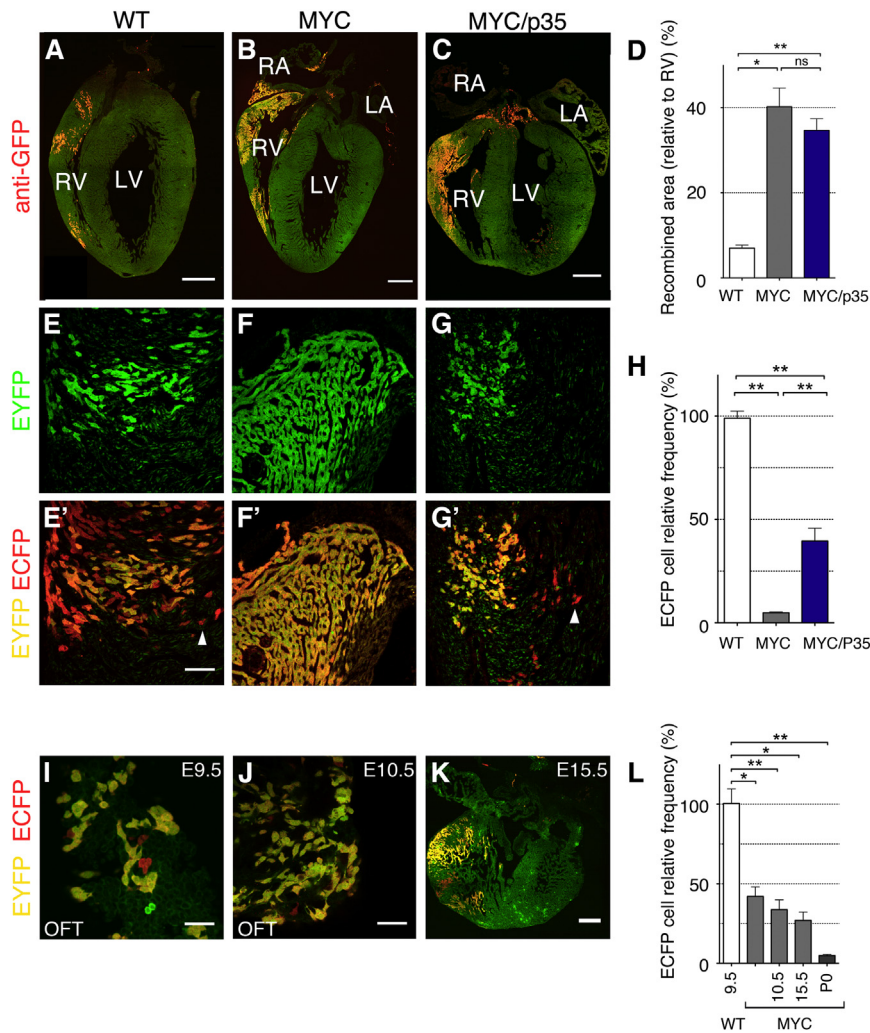 WT MYC MYC/p35
anti-GFP
A
RV LV
B
RA
LA
RV
LV
C
RA
LA
RV LV
D
Recombined area (relative to RV) (%)
**
* ns
40
20
0
WT MYC MYC/p35
EYFP
E F G
EYFP ECFP
E' F' G'
H
ECFP cell relative frequency (%)
**
** **
100
50
0
WT MYC MYC/P35
EYFP ECFP
I E9.5
OFT
J E10.5
OFT
K E15.5
L
ECFP cell relative frequency (%)
**
*
**
*
100
50
25
0
9.5 10.5 15.5 P0
WT MYC